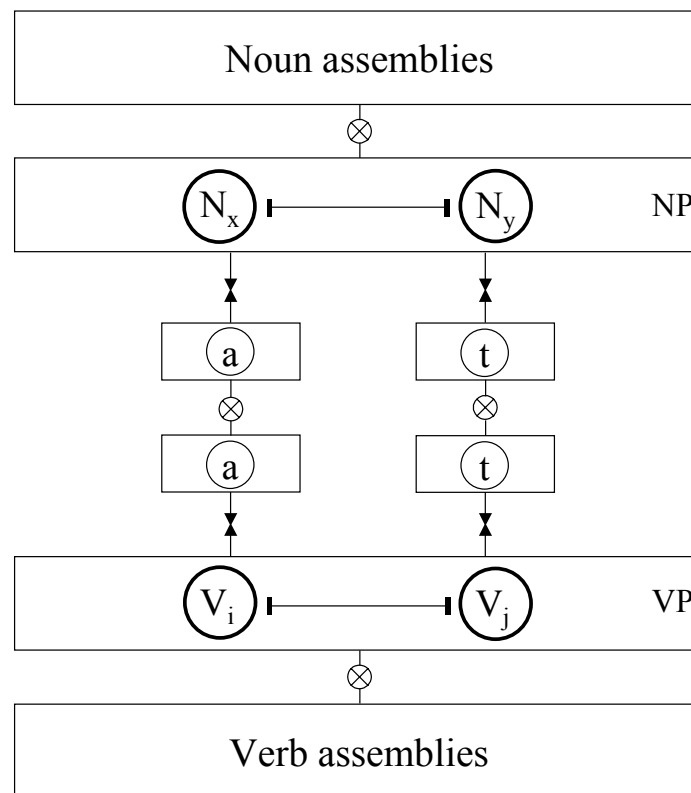 Noun assemblies
N_x N_y NP
a t
a t
V_i V_j VP
Verb assemblies